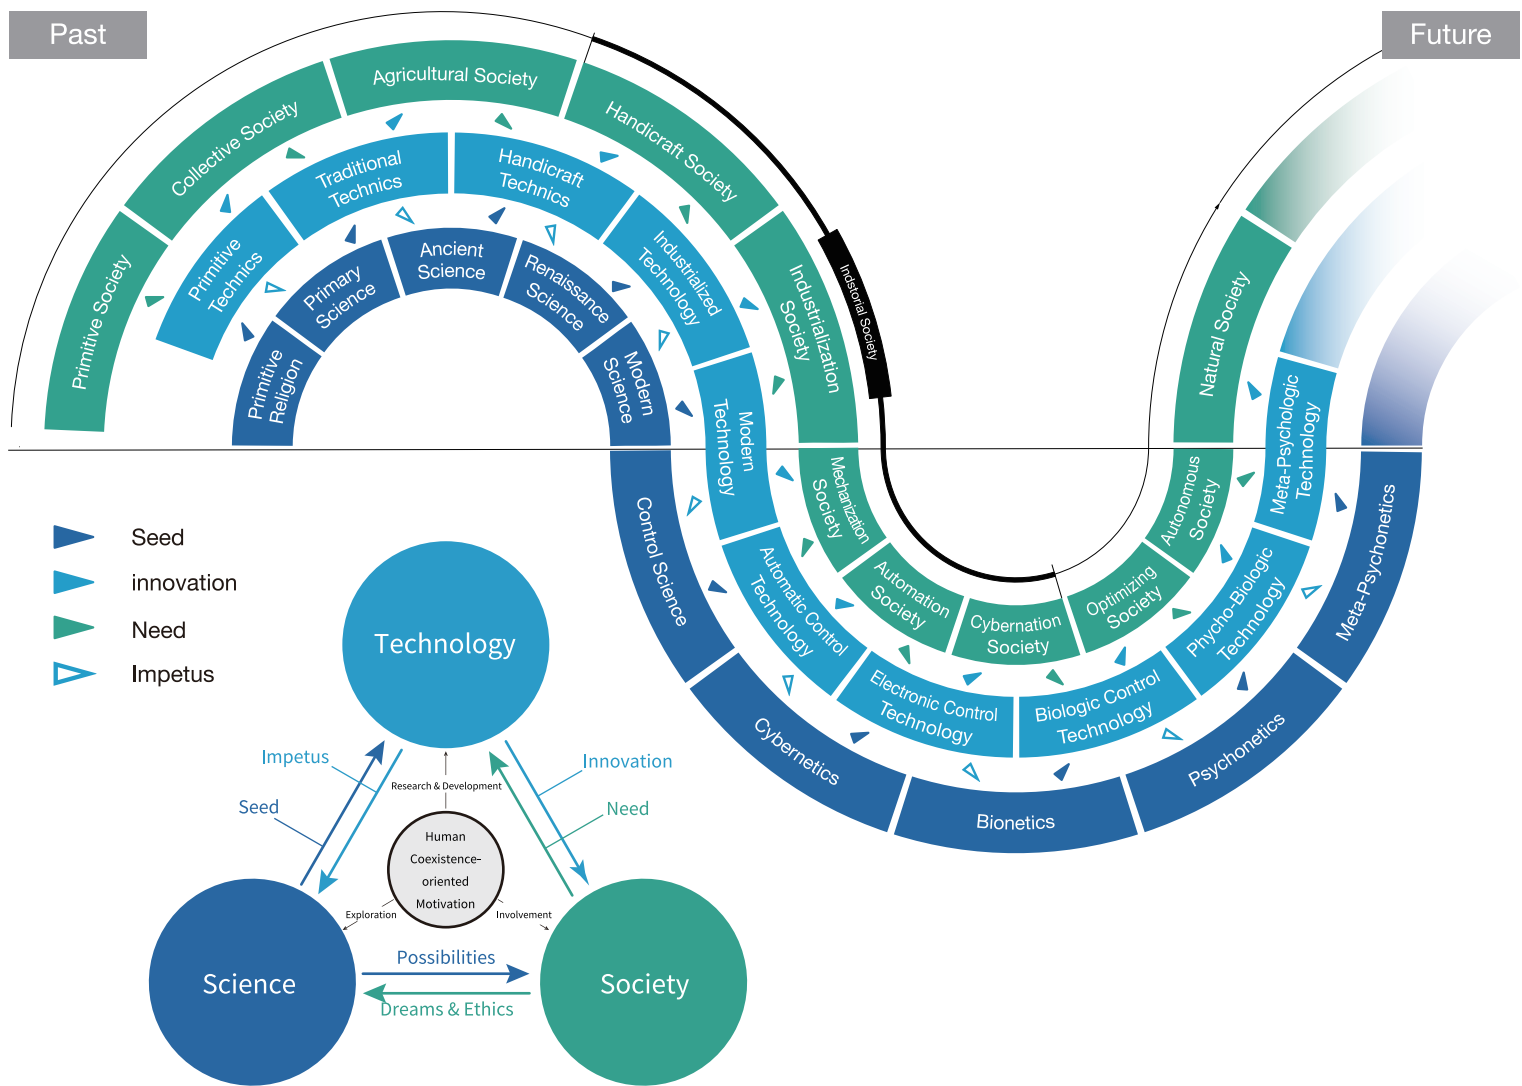 Past
Future
Primitive Society
Collective Society
Agricultural Society
Handicraft Society
Industrialization
Society
Indstorial Society
Mechanization
Society
Automation
Society
Cybernation
Society
Optimizing
Society
Autonomous
Society
Natural Society
Primitive
Technics
Traditional
Technics
Handicraft
Technics
Industrialized
Technology
Modern
Technology
Automatic Control
Technology
Electronic Control
Technology
Biologic Control
Technology
Phycho-Biologic
Technology
Meta-Psychologic
Technology
Primitive
Religion
Primary
Science
Ancient
Science
Renaissance
Science
Modern
Science
Control Science
Cybernetics
Bionetics
Psychonetics
Meta-Psychonetics
Seed
innovation
Need
Impetus
Technology
Impetus
Seed
Innovation
Need
Research & Development
Human
Coexistence-
oriented
Motivation
Exploration
Involvement
Science
Possibilities
Dreams & Ethics
Society